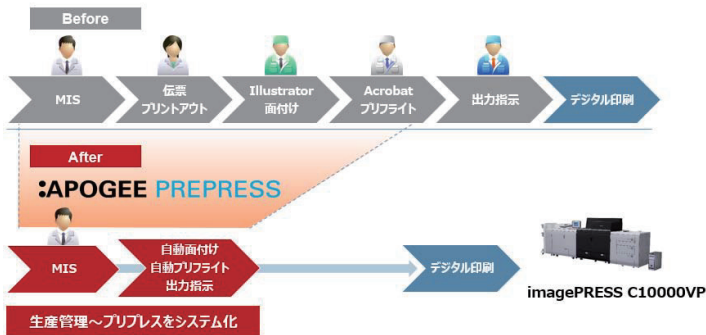 Before
MIS
伝票
プリントアウト
Illustrator
面付け
Acrobat
プリフライト
出力指示
デジタル印刷
After
:APOGEE PREPRESS
MIS
自動面付け
自動プリフライト
出力指示
デジタル印刷
imagePRESS C10000VP
生産管理～プリプレスをシステム化